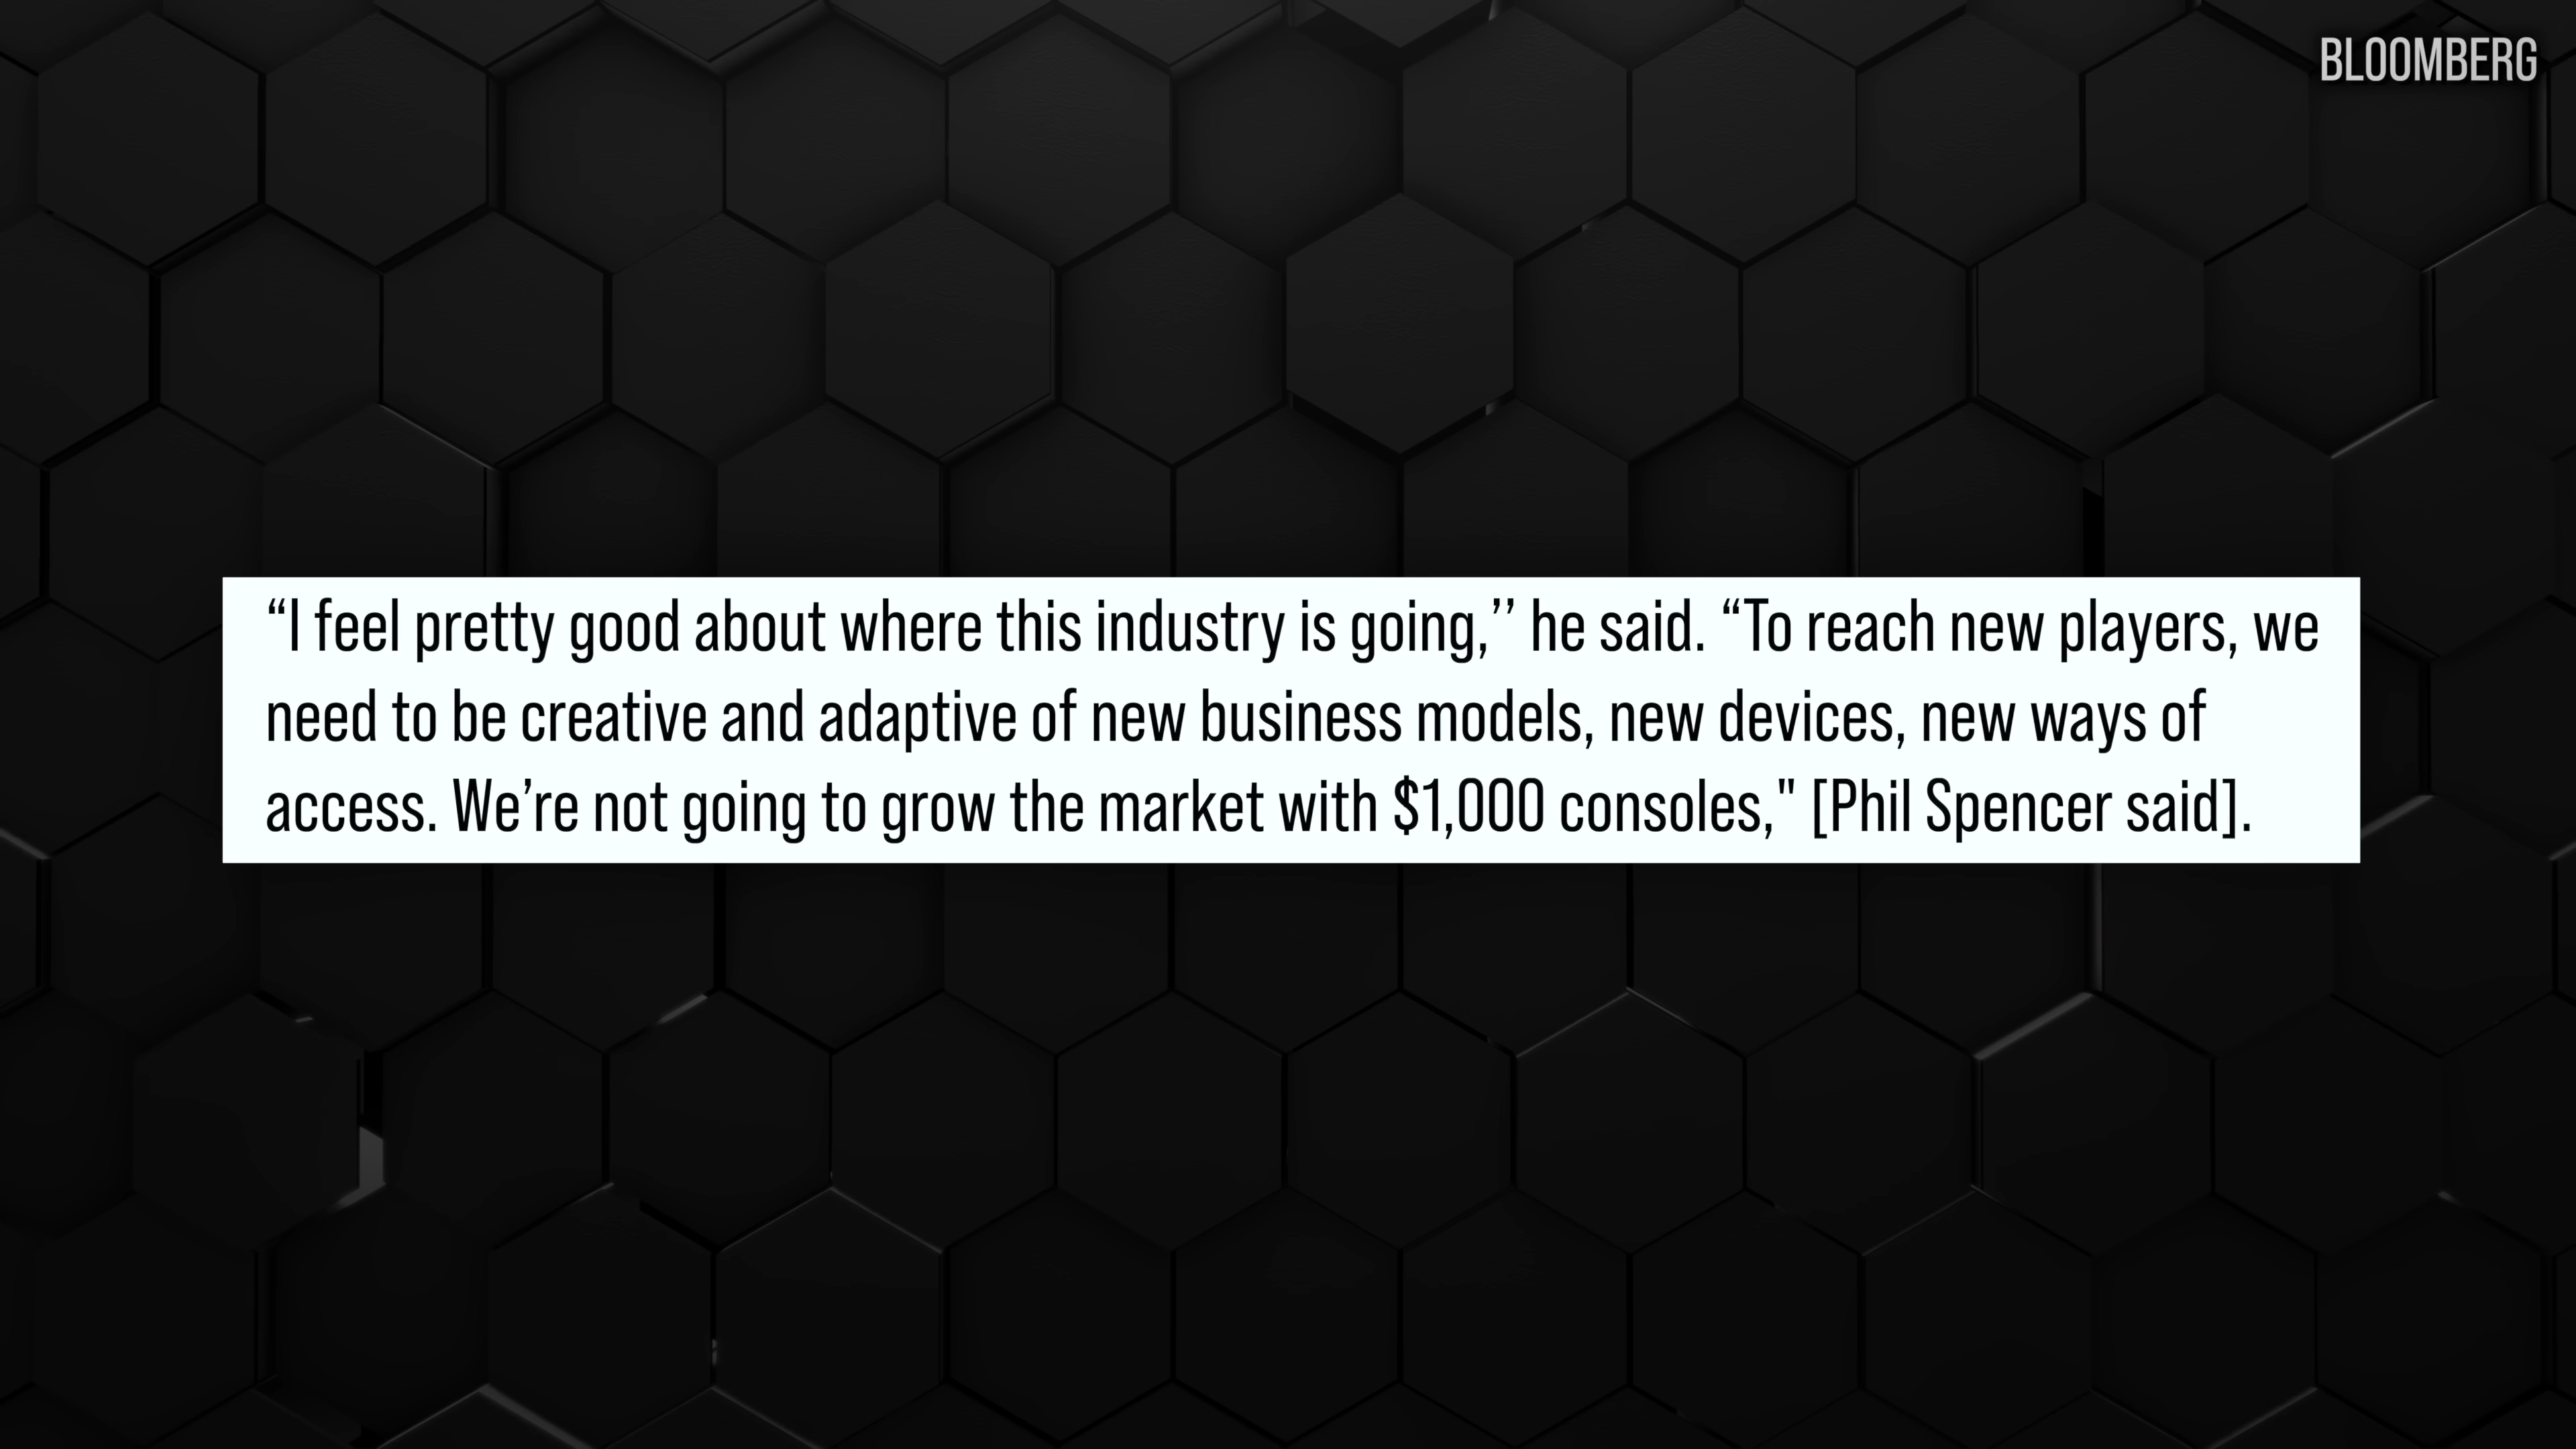 BLOOMBERG
“I feel pretty good about where this industry is going,’’ he said. “To reach new players, we
need to be creative and adaptive of new business models, new devices, new ways of
access. We’re not going to grow the market with $1,000 consoles," [Phil Spencer said].